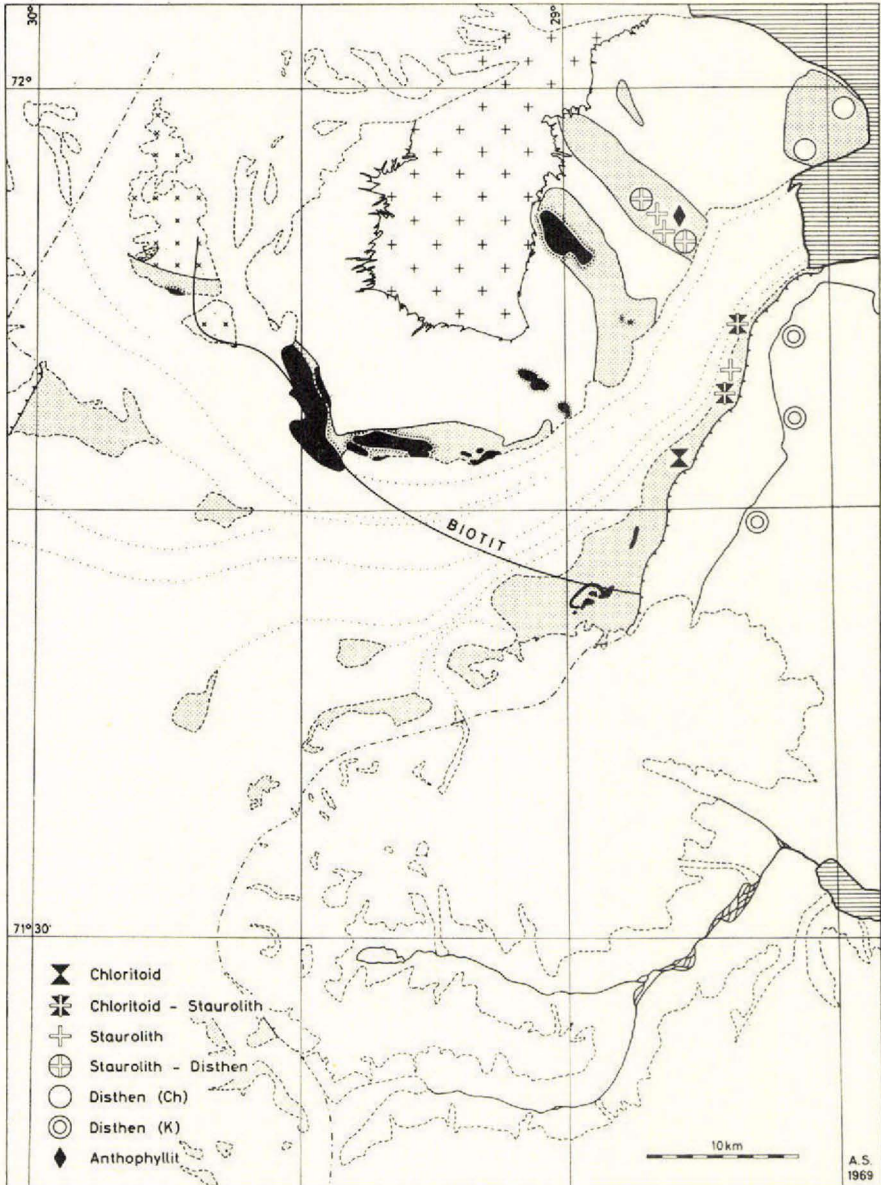 30°
29°
72°
BIOTIT
71° 30'
Chloritoid
Chloritoid - Staurolith
Staurolith
Staurolith - Disthen
Disthen (Ch)
Disthen (K)
Anthophyllit
10km
A.S.
1969